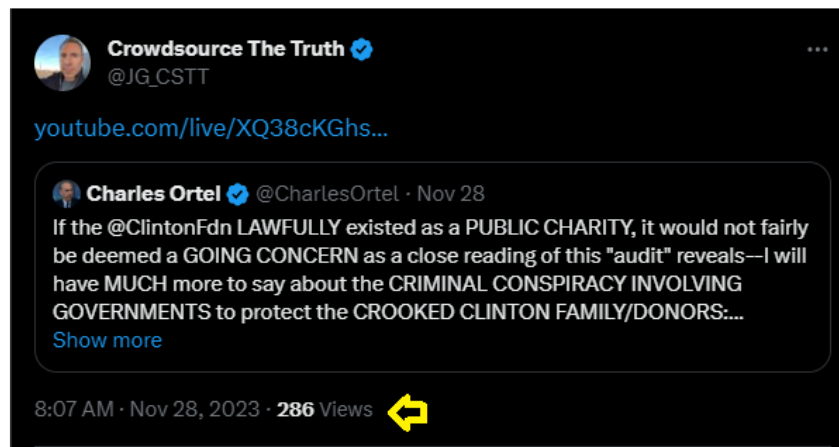 Crowdsource The Truth
@JG_CSTT
youtube.com/live/XQ38cKGhs...
Charles Ortel @CharlesOrtel · Nov 28
If the @ClintonFdn LAWFULLY existed as a PUBLIC CHARITY, it would not fairly
be deemed a GOING CONCERN as a close reading of this "audit" reveals--I will
have MUCH more to say about the CRIMINAL CONSPIRACY INVOLVING
GOVERNMENTS to protect the CROOKED CLINTON FAMILY/DONORS:...
Show more
8:07 AM · Nov 28, 2023 · 286 Views